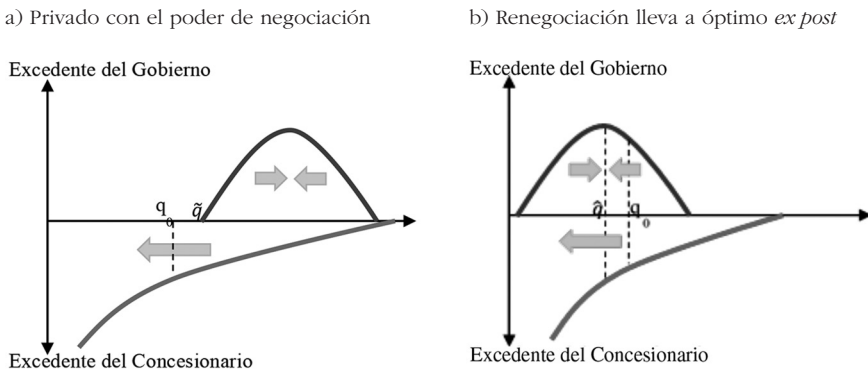 a) Privado con el poder de negociación
Excedente del Gobierno
q₀ q̃
Excedente del Concesionario
b) Renegociación lleva a óptimo ex post
Excedente del Gobierno
q̂ q₀
Excedente del Concesionario